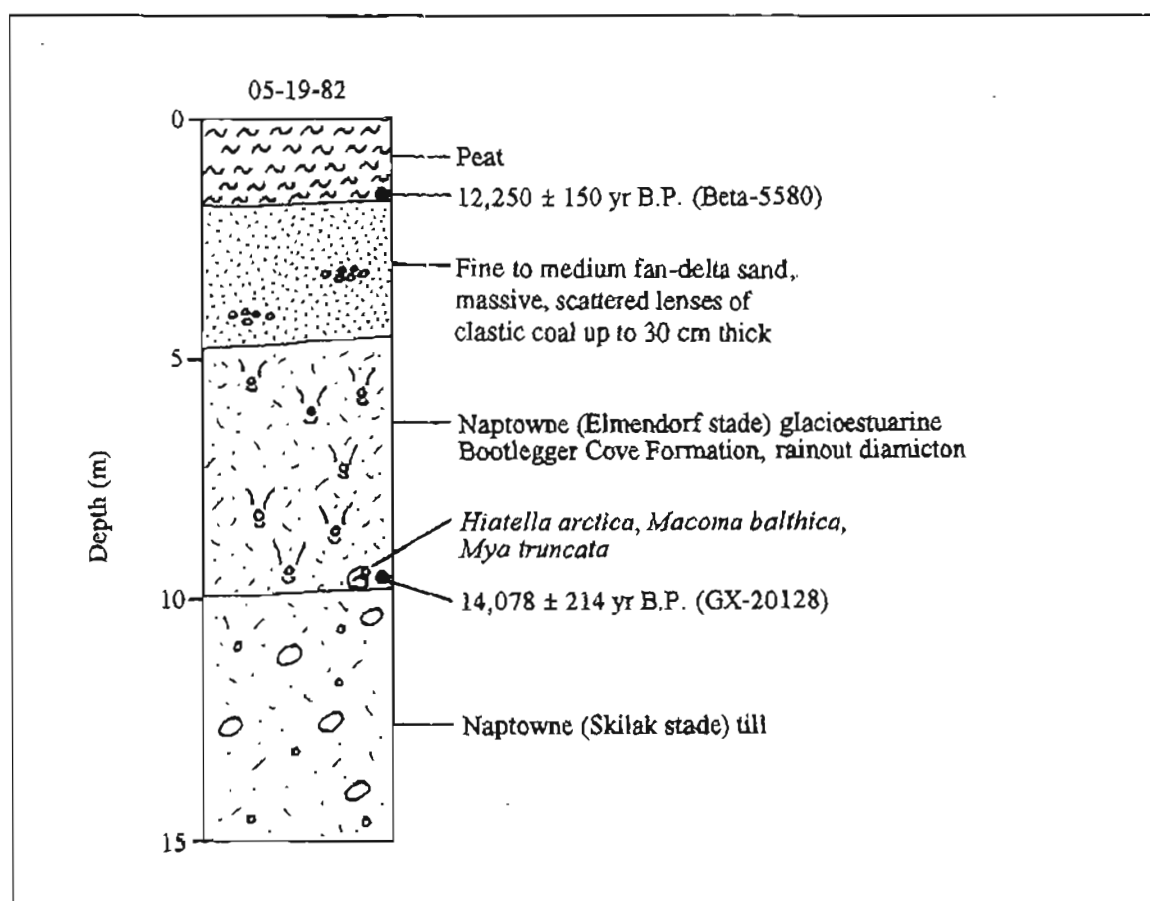 05-19-82
0
Peat
12,250 ± 150 yr B.P. (Beta-5580)
Fine to medium fan-delta sand,
massive, scattered lenses of
clastic coal up to 30 cm thick
5
Naptowne (Elmendorf stade) glacioestuarine
Bootlegger Cove Formation, rainout diamicton
Depth (m)
Hiatella arctica, Macoma balthica,
Mya truncata
10
14,078 ± 214 yr B.P. (GX-20128)
Naptowne (Skilak stade) till
15